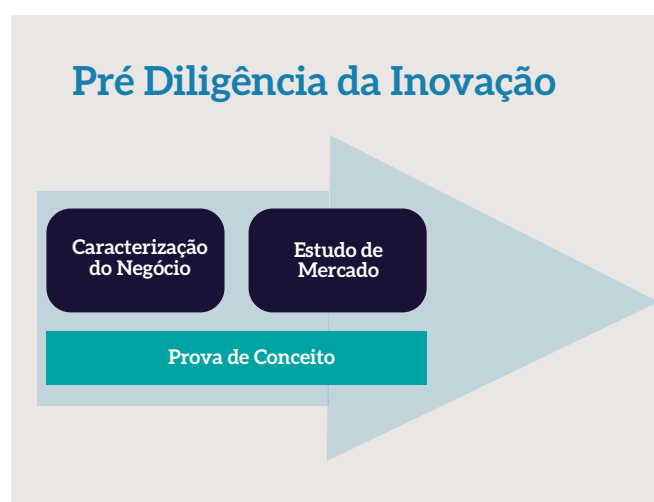 Pré Diligência da Inovação
Caracterização
do Negócio
Estudo de
Mercado
Prova de Conceito